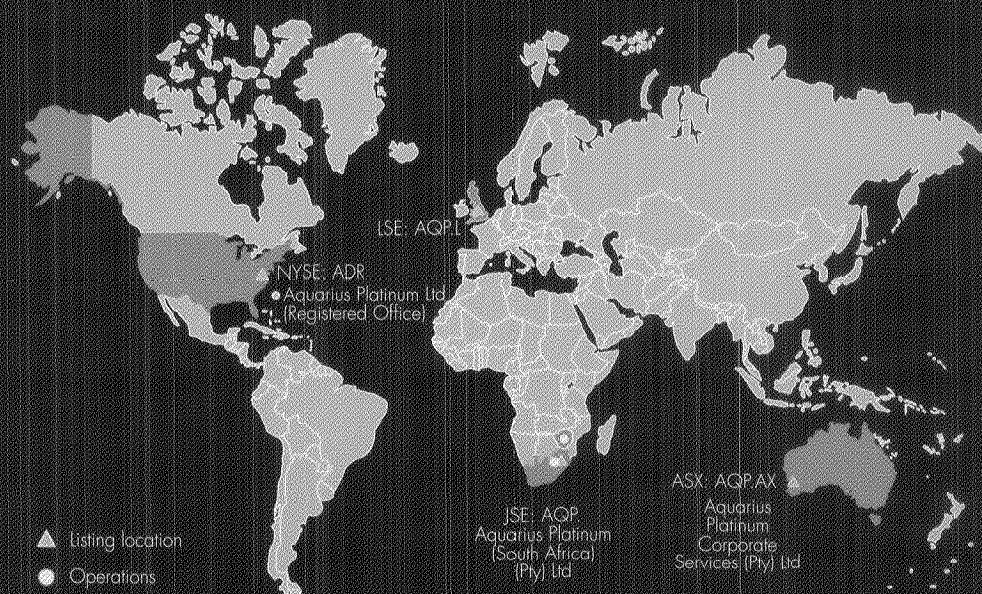 LSE: AQP.L
NYSE: ADR
Aquarius Platinum Ltd
(Registered Office)
ASX: AQP.AX
Aquarius
Platinum
Corporate
Services (Pty) Ltd
JSE: AQP
Aquarius Platinum
(South Africa)
(Pty) Ltd
Listing location
Operations